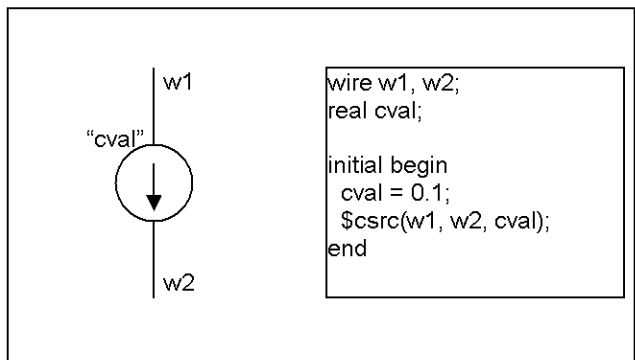 w1
“cval”
w2
wire w1, w2;
real cval;
initial begin
cval = 0.1;
$csrc(w1, w2, cval);
end